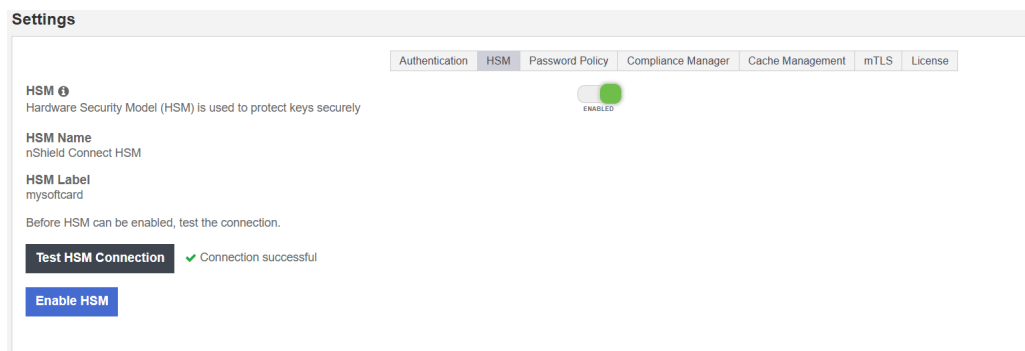 Settings
Authentication HSM Password Policy Compliance Manager Cache Management mTLS License
HSM
Hardware Security Model (HSM) is used to protect keys securely
ENABLED
HSM Name
nShield Connect HSM
HSM Label
mysoftcard
Before HSM can be enabled, test the connection.
Test HSM Connection Connection successful
Enable HSM